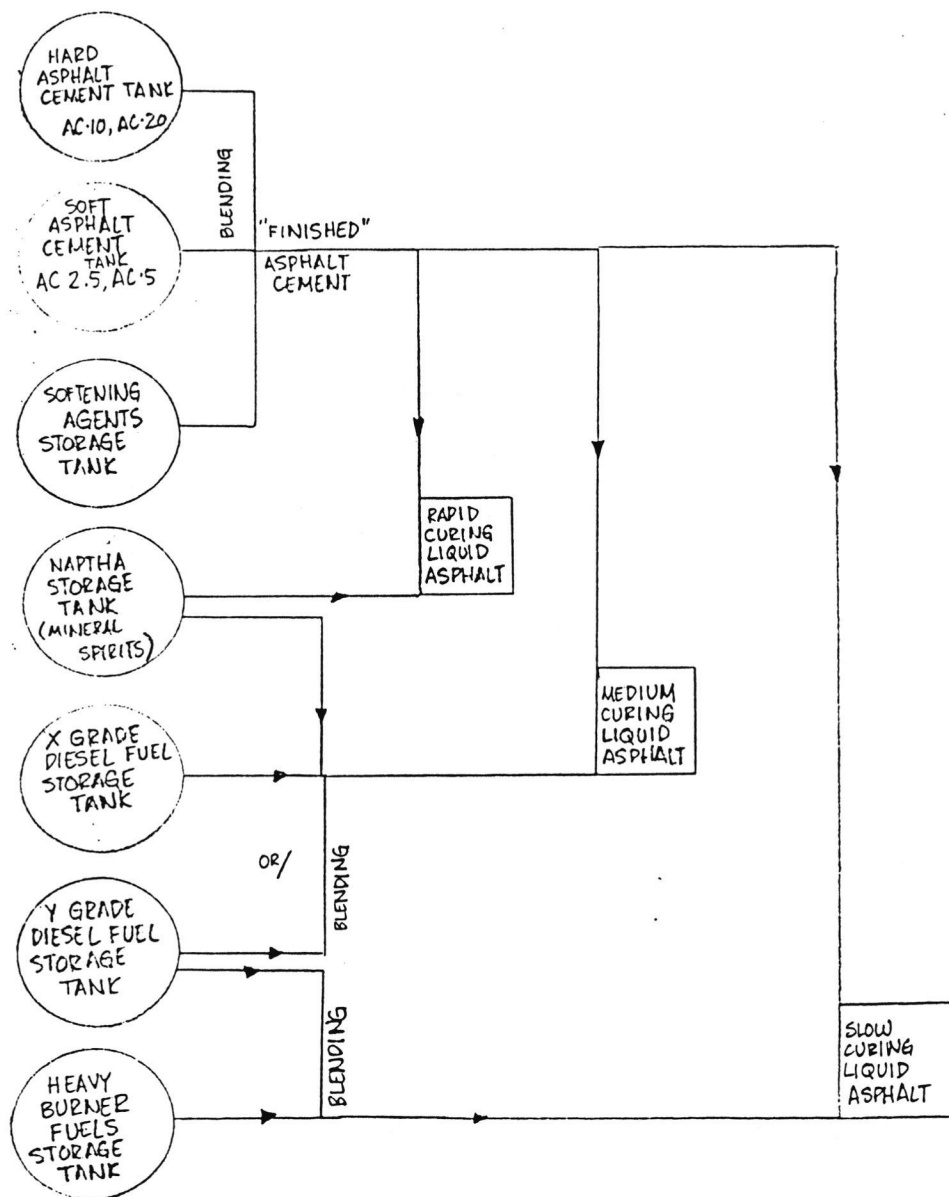 HARD
ASPHALT
CEMENT TANK
AC·10, AC·20
BLENDING
SOFT
ASPHALT
CEMENT
TANK
AC 2.5, AC·5
"FINISHED"
ASPHALT
CEMENT
SOFTENING
AGENTS
STORAGE
TANK
NAPTHA
STORAGE
TANK
(MINERAL
SPIRITS)
RAPID
CURING
LIQUID
ASPHALT
X GRADE
DIESEL FUEL
STORAGE
TANK
MEDIUM
CURING
LIQUID
ASPHALT
OR/
BLENDING
Y GRADE
DIESEL FUEL
STORAGE
TANK
BLENDING
HEAVY
BURNER
FUELS
STORAGE
TANK
SLOW
CURING
LIQUID
ASPHALT